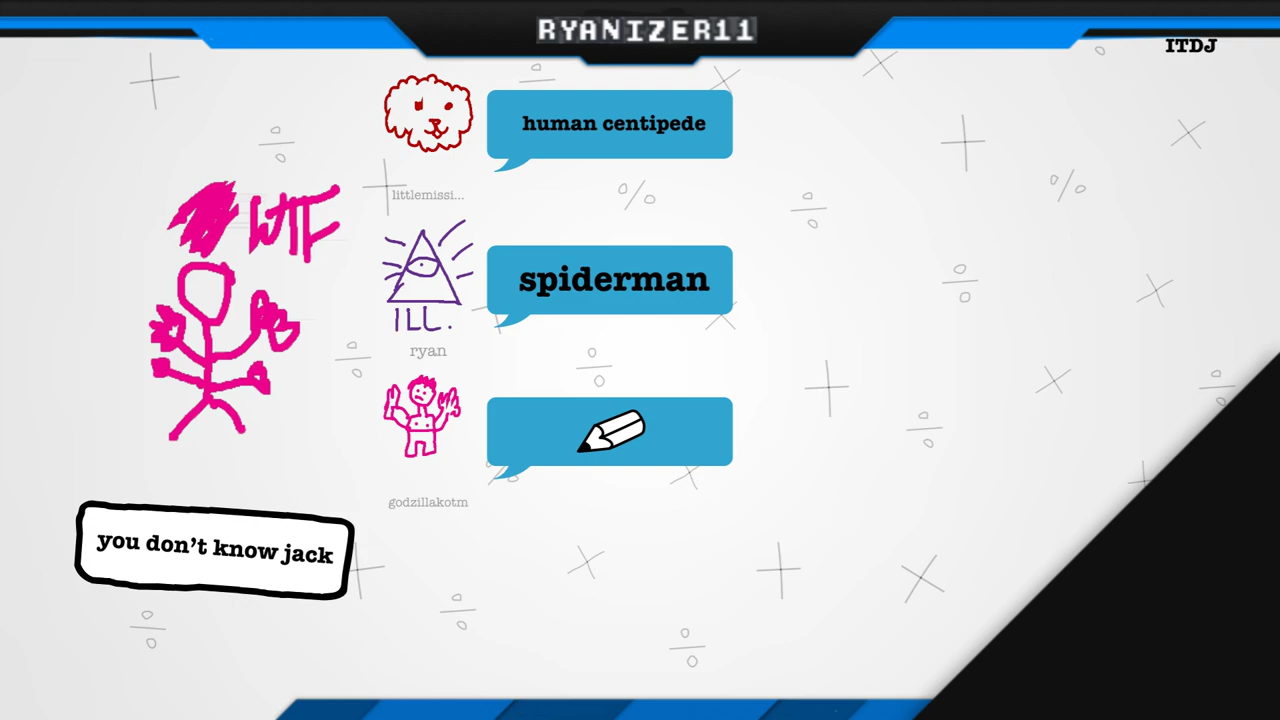 RYANIZER11
ITDJ
WTF
human centipede
littlemissi...
spiderman
ILL.
ryan
godzillakotm
you don't know jack